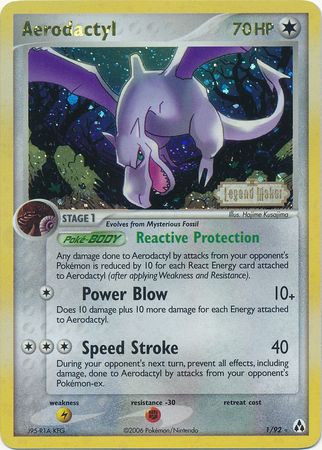 Aerodactyl 70 HP
Legend Maker
Illus. Hajime Kusajima
STAGE 1
Evolves from Mysterious Fossil
Poké-BODY Reactive Protection
Any damage done to Aerodactyl by attacks from your opponent's
Pokémon is reduced by 10 for each React Energy card
attached to Aerodactyl (after applying Weakness and Resistance).
Power Blow 10+
Does 10 damage plus 10 more damage for each Energy attached
to Aerodactyl.
Speed Stroke 40
During your opponent's next turn, prevent all effects, including
damage, done to Aerodactyl by attacks from your opponent's
Pokémon-ex.
weakness resistance -30 retreat cost
J95-R1A KFG ©2006 Pokémon/Nintendo 1/92